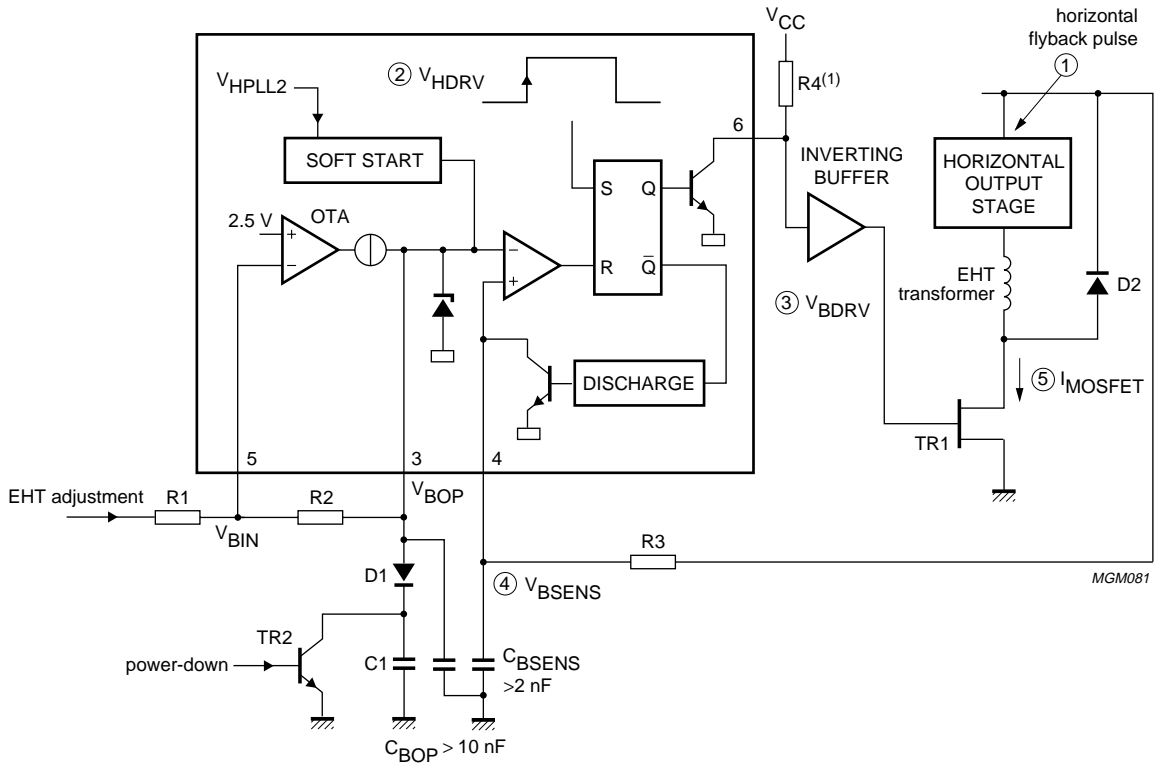 horizontal
flyback pulse
①
VCC
② VHDRV
VHPLL2
R4(1)
6
SOFT START
INVERTING
BUFFER
HORIZONTAL
OUTPUT
STAGE
S Q
2.5 V
OTA
+
−
−
+
R Q̄
EHT
transformer
D2
③ VBDRV
DISCHARGE
⑤ IMOSFET
TR1
5 3 4
EHT adjustment
R1
R2
VBOP
VBIN
R3
MGM081
D1
④ VBSENS
TR2
power-down
C1
CBSENS
>2 nF
CBOP > 10 nF